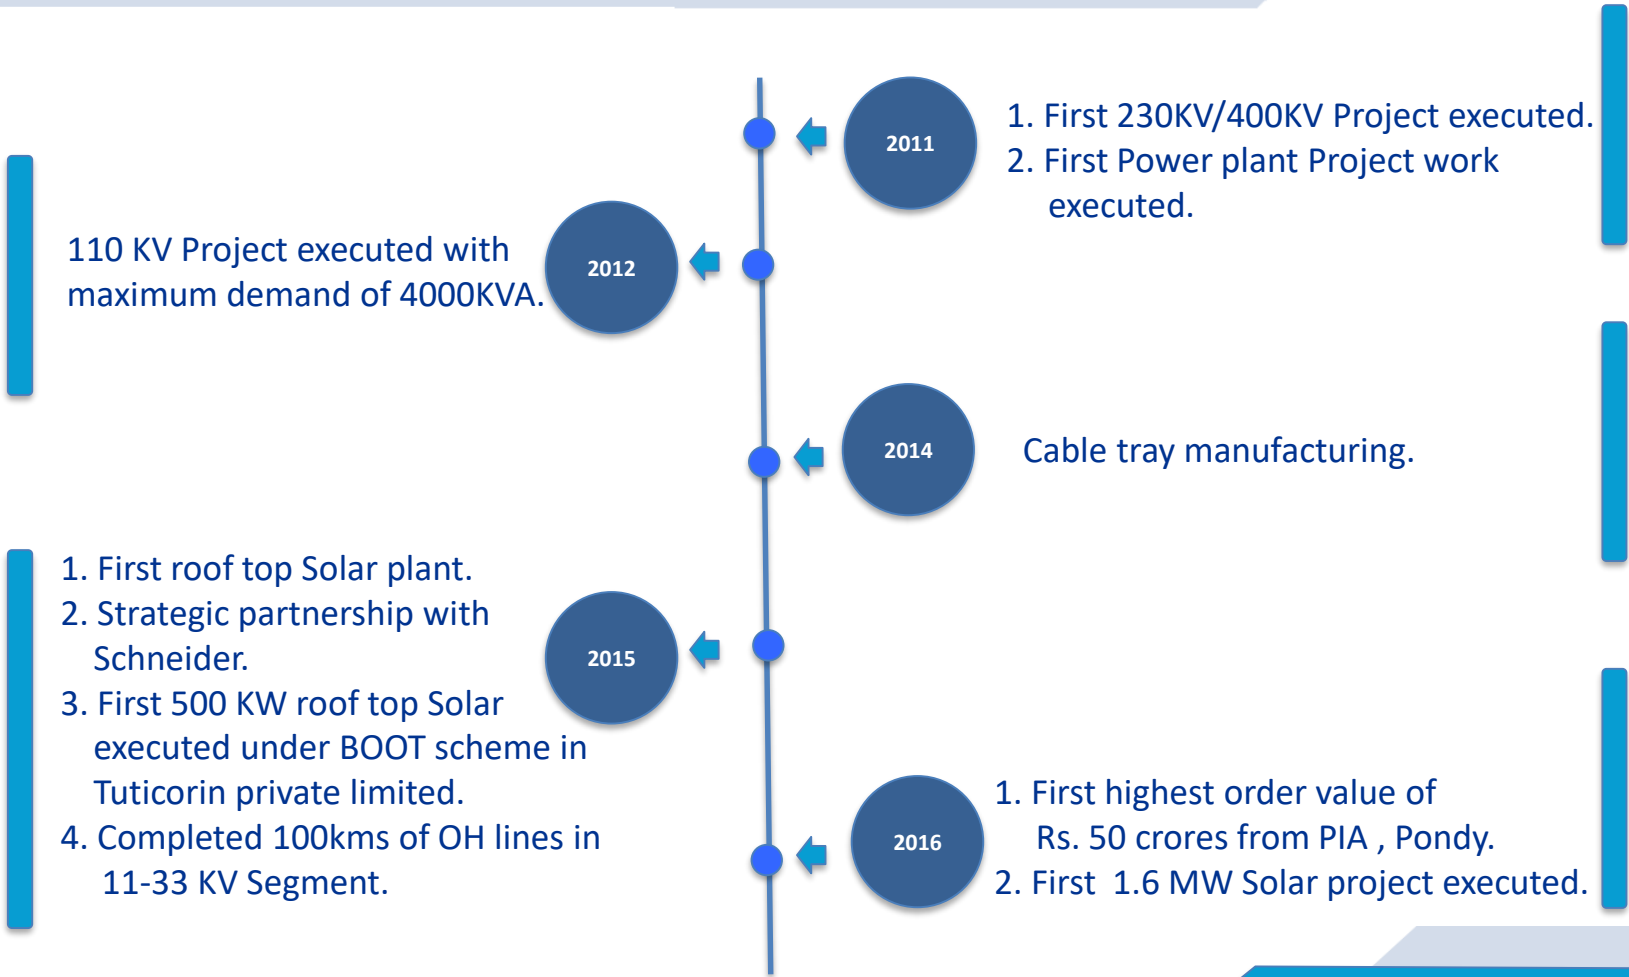 2011
1. First 230KV/400KV Project executed.
2. First Power plant Project work
executed.
110 KV Project executed with
maximum demand of 4000KVA.
2012
2014
Cable tray manufacturing.
1. First roof top Solar plant.
2. Strategic partnership with
Schneider.
3. First 500 KW roof top Solar
executed under BOOT scheme in
Tuticorin private limited.
4. Completed 100kms of OH lines in
11-33 KV Segment.
2015
2016
1. First highest order value of
Rs. 50 crores from PIA , Pondy.
2. First 1.6 MW Solar project executed.